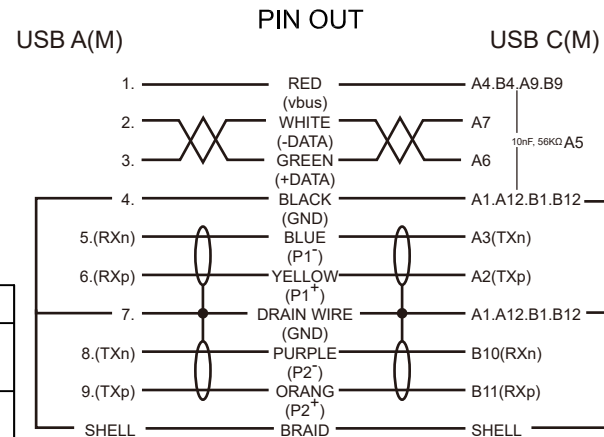 PIN OUT
USB A(M) USB C(M)
1. RED A4.B4.A9.B9
(vbus)
2. WHITE A7
(-DATA) 10nF, 56KΩ A5
3. GREEN A6
(+DATA)
4. BLACK A1.A12.B1.B12
(GND)
5.(RXn) BLUE A3(TXn)
(P1-)
6.(RXp) YELLOW A2(TXp)
(P1+)
7. DRAIN WIRE A1.A12.B1.B12
(GND)
8.(TXn) PURPLE B10(RXn)
(P2-)
9.(TXp) ORANG B11(RXp)
(P2+)
SHELL BRAID SHELL